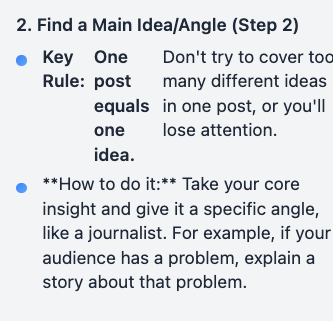 2. Find a Main Idea/Angle (Step 2)
Key One Don't try to cover too
Rule: post many different ideas
equals in one post, or you'll
one lose attention.
idea.
**How to do it:** Take your core
insight and give it a specific angle,
like a journalist. For example, if your
audience has a problem, explain a
story about that problem.